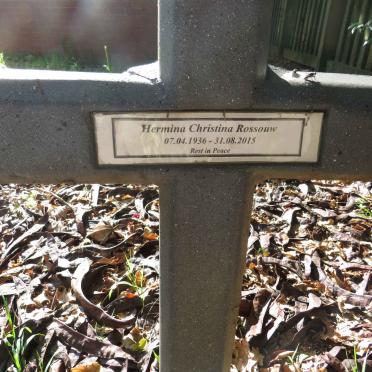 Hermina Christina Rossouw
07.04.1936 - 31.08.2015
Rest in Peace